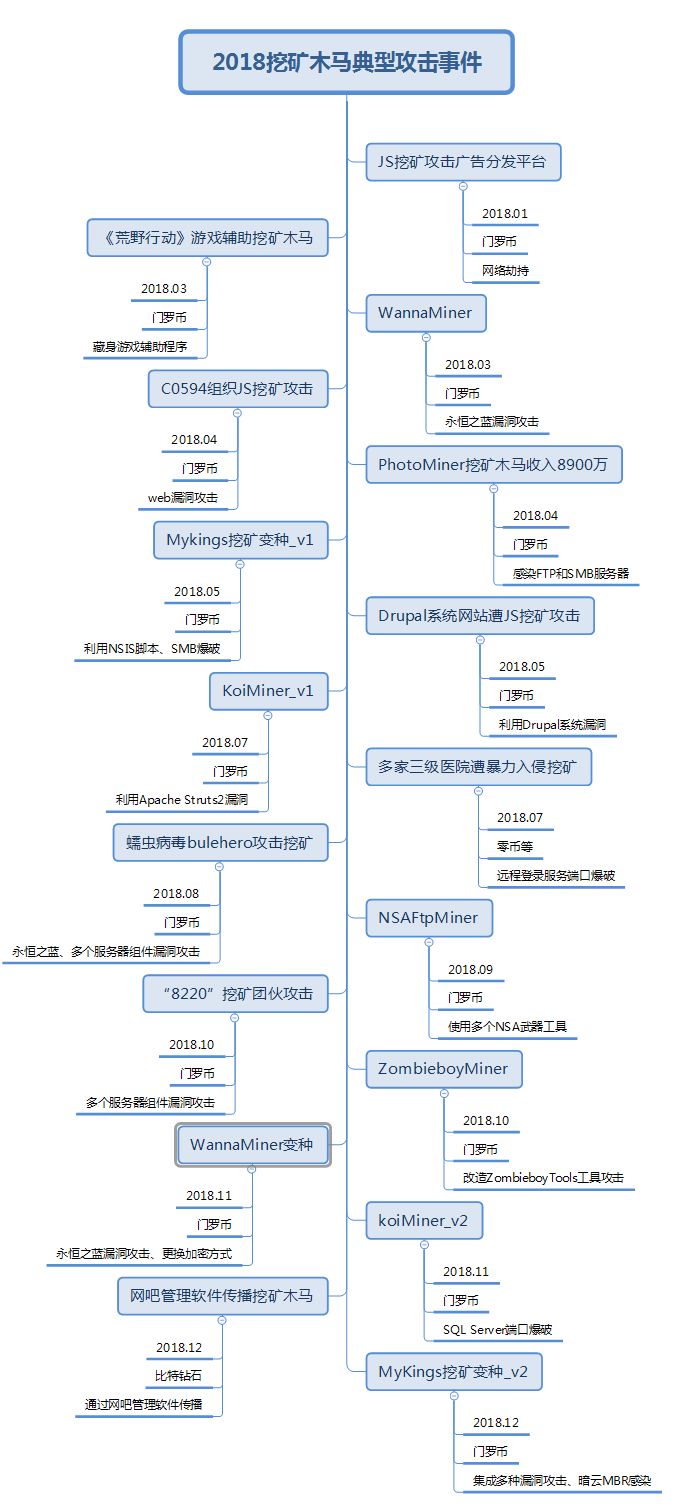 2018挖矿木马典型攻击事件
JS挖矿攻击广告分发平台
2018.01
门罗币
网络劫持
《荒野行动》游戏辅助挖矿木马
2018.03
门罗币
藏身游戏辅助程序
WannaMiner
2018.03
门罗币
永恒之蓝漏洞攻击
C0594组织JS挖矿攻击
2018.04
门罗币
web漏洞攻击
PhotoMiner挖矿木马收入8900万
2018.04
门罗币
感染FTP和SMB服务器
Mykings挖矿变种_v1
2018.05
门罗币
利用NSIS脚本、SMB爆破
Drupal系统网站遭JS挖矿攻击
2018.05
门罗币
利用Drupal系统漏洞
KoiMiner_v1
2018.07
门罗币
利用Apache Struts2漏洞
多家三级医院遭暴力入侵挖矿
2018.07
零币等
远程登录服务端口爆破
蠕虫病毒bulehero攻击挖矿
2018.08
门罗币
永恒之蓝、多个服务器组件漏洞攻击
NSAFtpMiner
2018.09
门罗币
使用多个NSA武器工具
“8220”挖矿团伙攻击
2018.10
门罗币
多个服务器组件漏洞攻击
ZombieboyMiner
2018.10
门罗币
改造ZombieboyTools工具攻击
WannaMiner变种
2018.11
门罗币
永恒之蓝漏洞攻击、更换加密方式
koiMiner_v2
2018.11
门罗币
SQL Server端口爆破
网吧管理软件传播挖矿木马
2018.12
比特钻石
通过网吧管理软件传播
MyKings挖矿变种_v2
2018.12
门罗币
集成多种漏洞攻击、暗云MBR感染